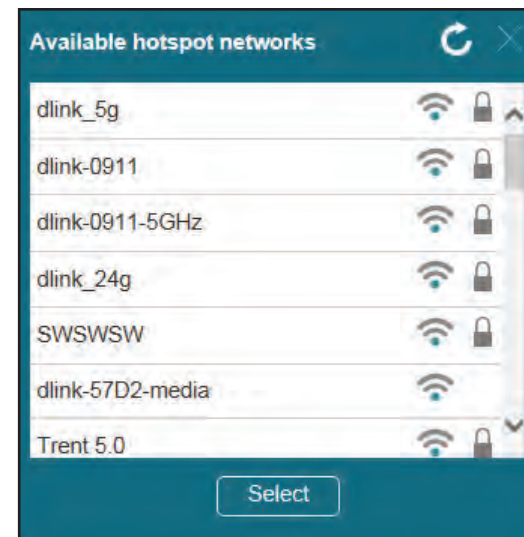 Available hotspot networks
dlink_5g
dlink-0911
dlink-0911-5GHz
dlink_24g
SWSWSW
dlink-57D2-media
Trent 5.0
Select